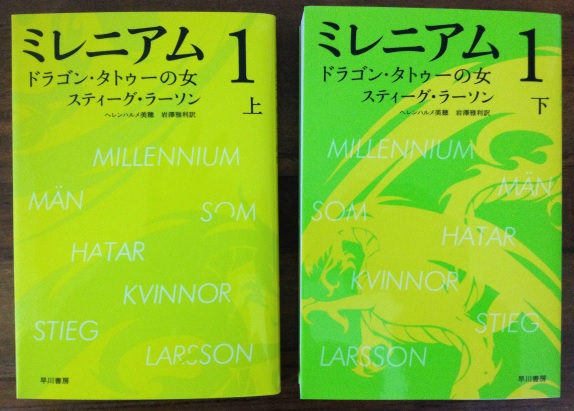 ミレニアム 1
ドラゴン・タトゥーの女
スティーグ・ラーソン
上
ヘレンハルメ美穂 岩澤雅利訳
MILLENNIUM
MÄN
SOM
HATAR
KVINNOR
STIEG
LARSSON
早川書房
ミレニアム 1
ドラゴン・タトゥーの女
スティーグ・ラーソン
下
ヘレンハルメ美穂 岩澤雅利訳
MILLENNIUM
MÄN
SOM
HATAR
KVINNOR
STIEG
LARSSON
早川書房